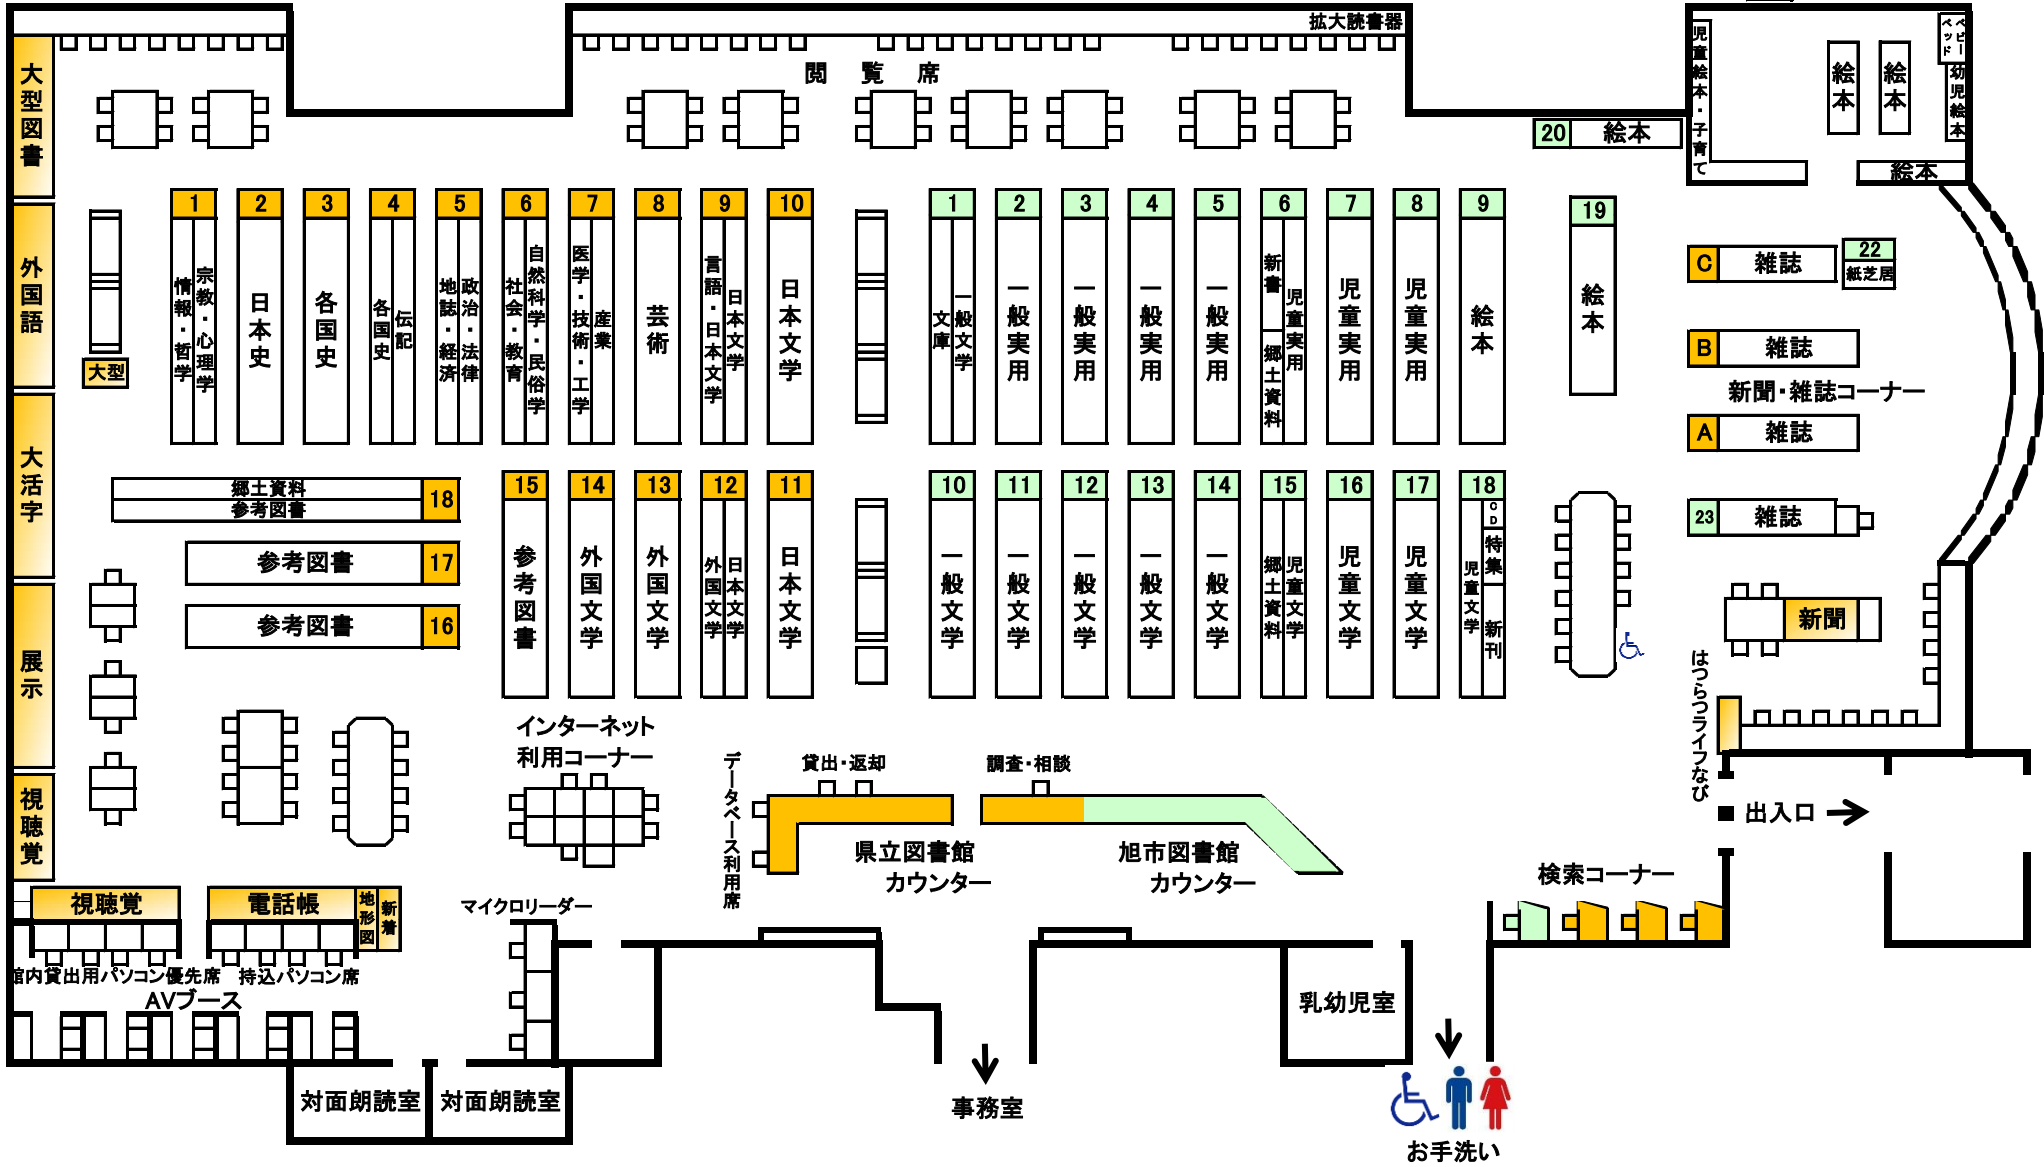 拡大読書器
閲覧席
大型図書
外国語
大活字
展示
視聴覚
大型
児童絵本・子育て
絵本
絵本
ベビーベッド
幼児絵本
絵本
20 絵本
1 情報・哲学 宗教・心理学
2 日本史
3 各国史
4 各国史 伝記
5 地誌・経済 政治・法律
6 社会・教育 自然科学・民俗学
7 医学・技術・工学 産業
8 芸術
9 言語・日本文学 日本文学
10 日本文学
1 文庫 一般文学
2 一般実用
3 一般実用
4 一般実用
5 一般実用
6 新書 郷土資料 児童実用
7 児童実用
8 児童実用
9 絵本
19 絵本
C 雑誌
22 紙芝居
B 雑誌
新聞・雑誌コーナー
A 雑誌
23 雑誌
郷土資料
参考図書
18
参考図書 17
参考図書 16
15 参考図書
14 外国文学
13 外国文学
12 外国文学 日本文学
11 日本文学
10 一般文学
11 一般文学
12 一般文学
13 一般文学
14 一般文学
15 郷土資料 児童文学
16 児童文学
17 児童文学
18 児童文学 CD 特集 新刊
新聞
はつらつライフなび
インターネット
利用コーナー
データベース利用席
貸出・返却
調査・相談
県立図書館
カウンター
旭市図書館
カウンター
出入口
検索コーナー
視聴覚
電話帳
地形図
新着
マイクロリーダー
館内貸出用パソコン優先席
持込パソコン席
AVブース
乳幼児室
対面朗読室
対面朗読室
事務室
お手洗い